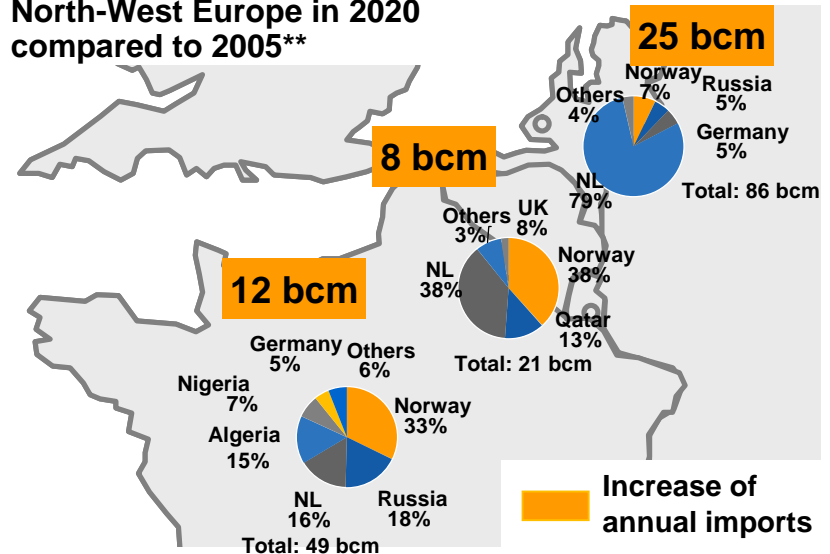 North-West Europe in 2020
compared to 2005**
25 bcm
Norway
7%
Russia
5%
Others
4%
Germany
5%
NL
79%
Total: 86 bcm
8 bcm
Others
3%
UK
8%
Norway
38%
NL
38%
Qatar
13%
Total: 21 bcm
12 bcm
Germany
5%
Others
6%
Nigeria
7%
Norway
33%
Algeria
15%
NL
16%
Russia
18%
Total: 49 bcm
Increase of
annual imports